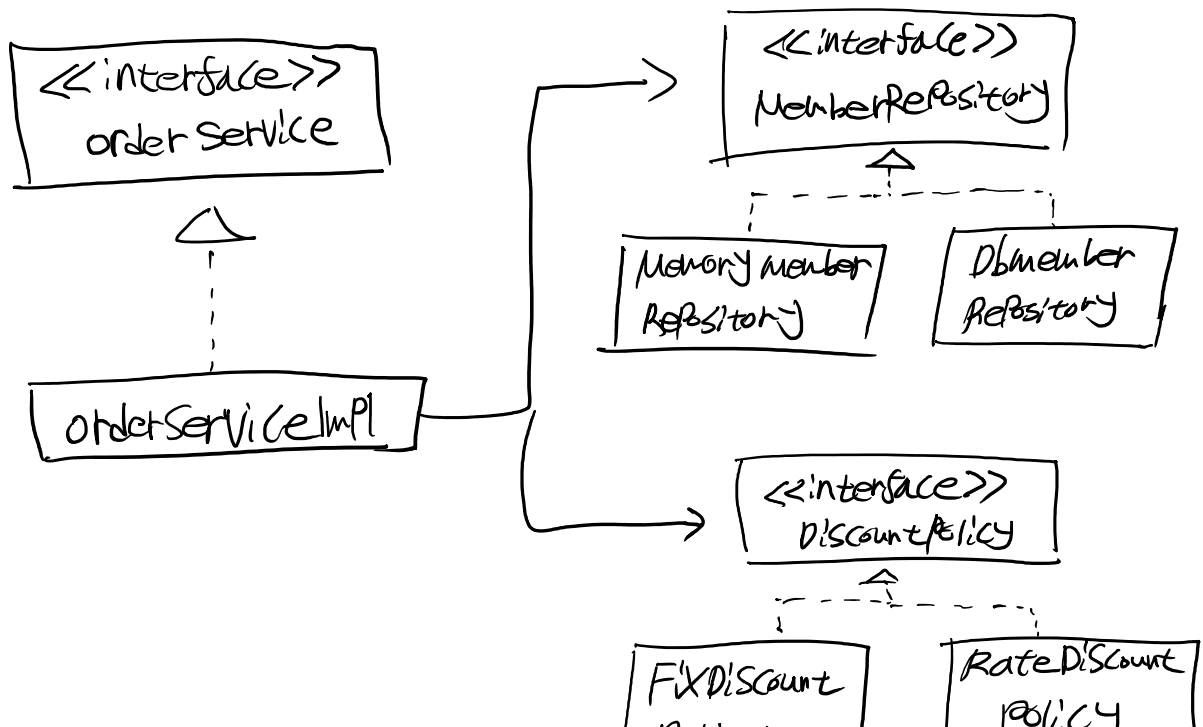 <<interface>>
order Service
orderServiceImpl
<<interface>>
MemberRepository
Memory member
Repository
Dbmember
Repository
<<interface>>
DiscountPolicy
FixDiscount
RateDiscount
Policy